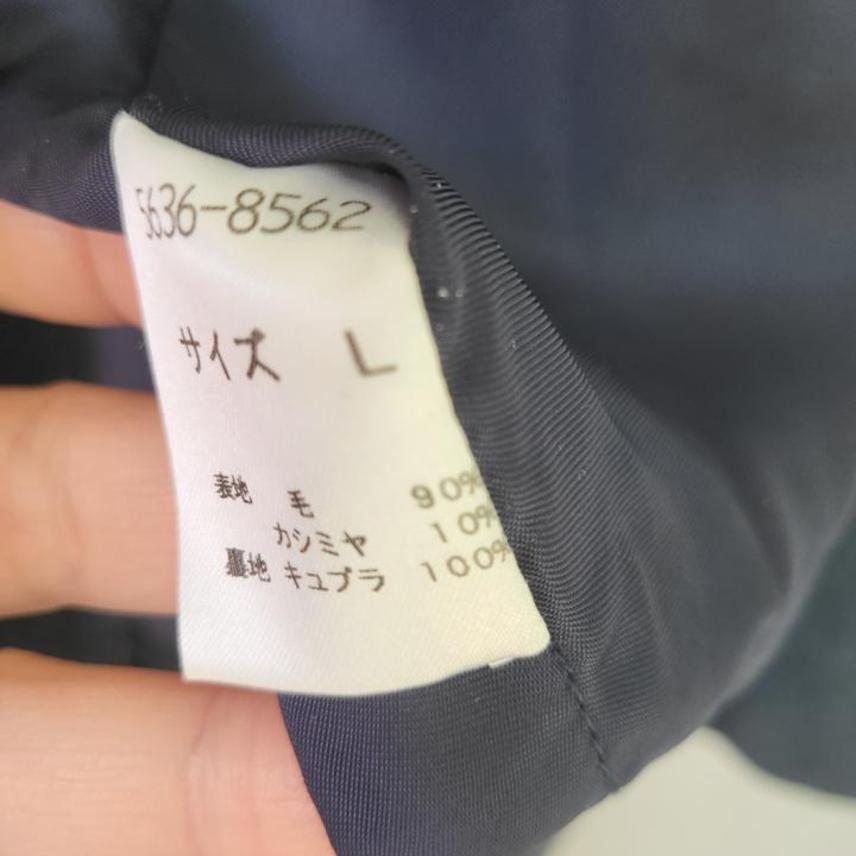 5636-8562
サイズ L
表地 毛 90%
カシミヤ 10%
裏地 キュプラ 100%